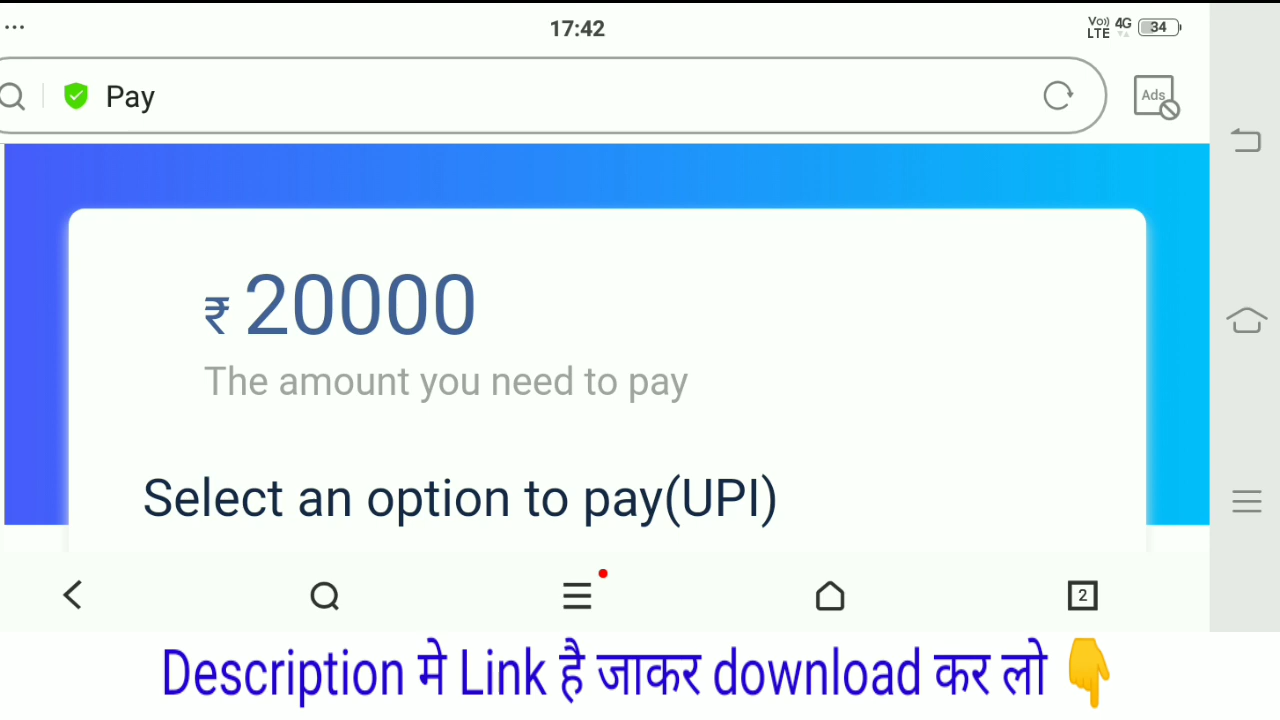 17:42
Vo)) LTE 4G 34
Pay
Ads
₹ 20000
The amount you need to pay
Select an option to pay(UPI)
2
Description मे Link है जाकर download कर लो 👇